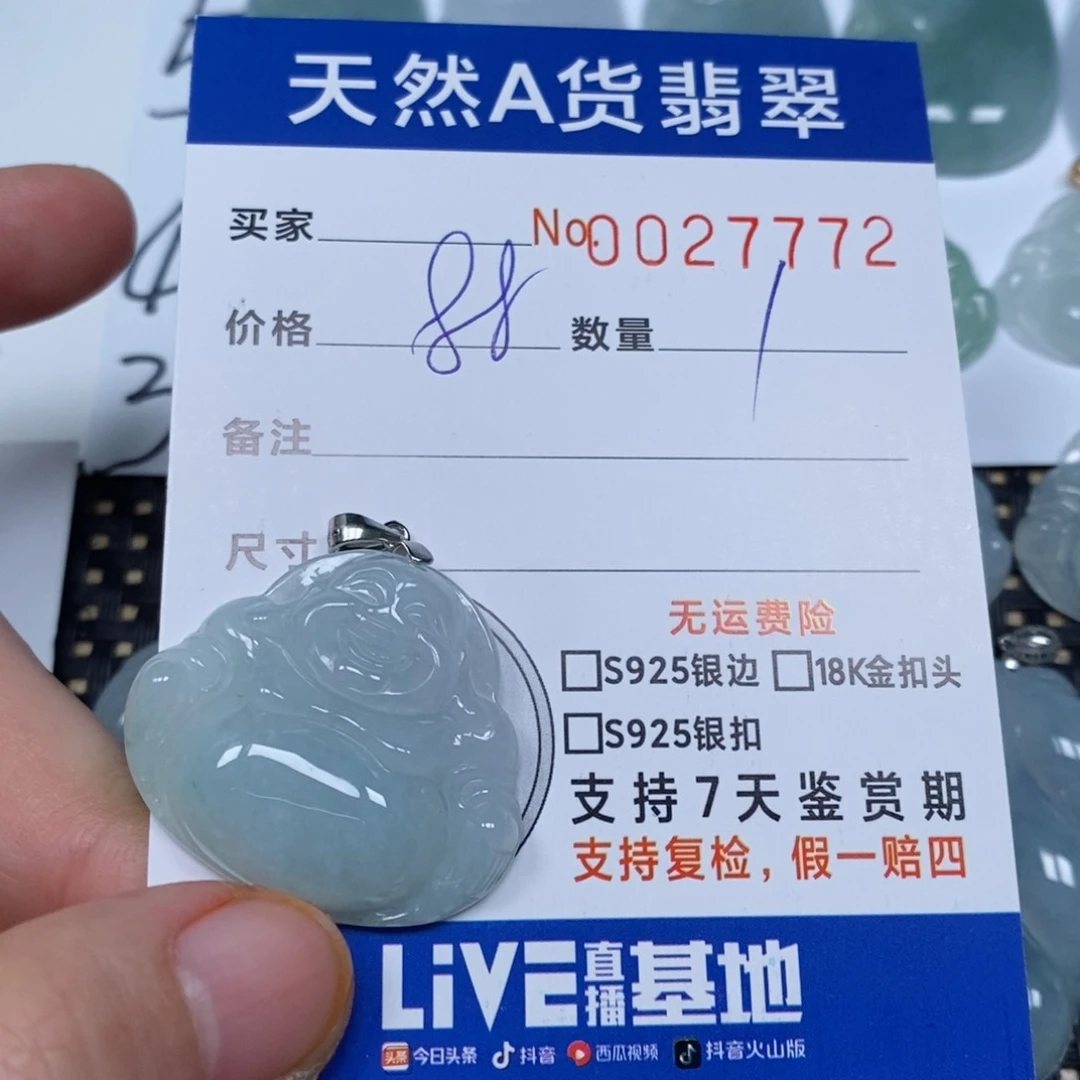 天然A货翡翠
买家 No.0027772
价格 88 数量 1
备注
尺寸
无运费险
□S925银边 □18K金扣头
□S925银扣
支持7天鉴赏期
支持复检，假一赔四
LiVE直播基地
头条 今日头条 抖音 西瓜视频 抖音火山版